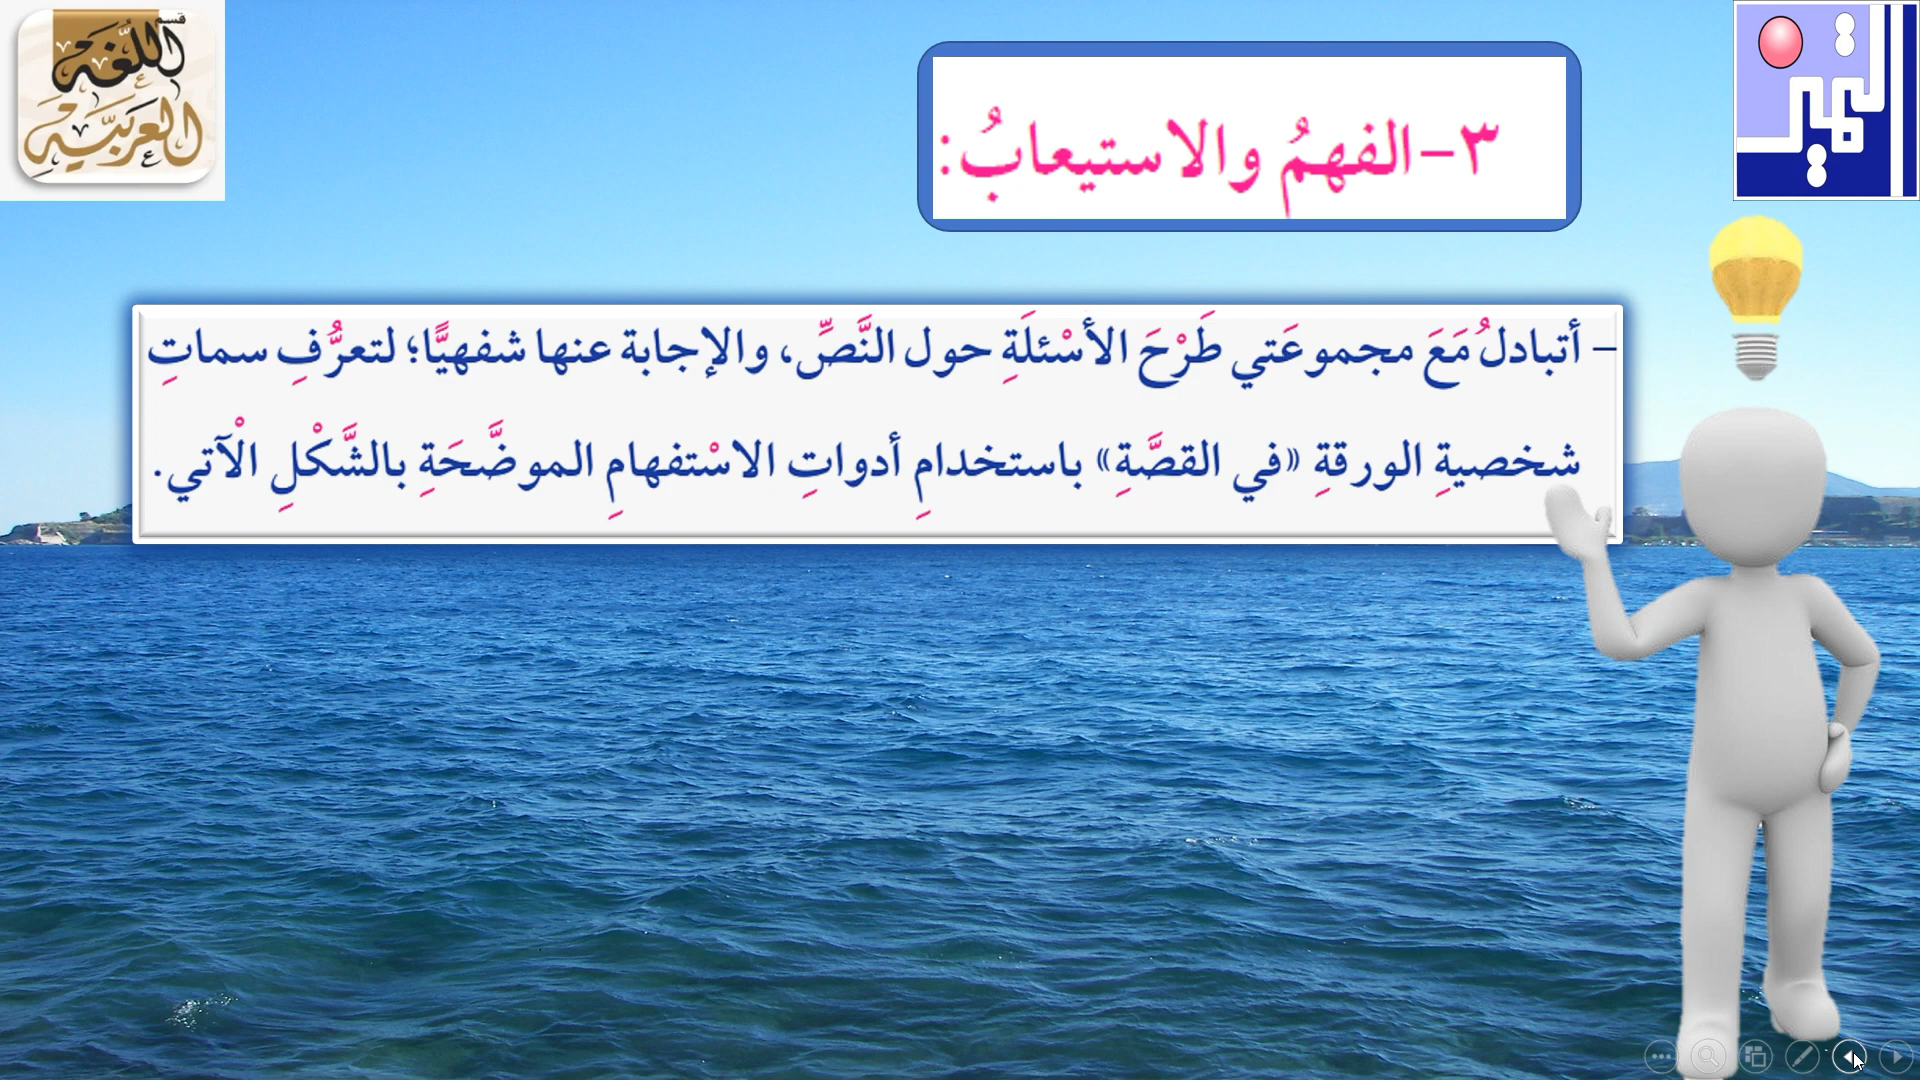 قسم
اللغة
العربية
التميز
٣-الفهمُ والاستيعابُ:
– أتبادلُ مَعَ مجموعَتي طَرْحَ الأسْئلَةِ حول النَّصِّ، والإجابة عنها شفهيًّا؛ لتعرُّفِ سماتِ
شخصيةِ الورقةِ «في القصَّةِ» باستخدامِ أدواتِ الاسْتفهامِ الموضَّحَةِ بالشَّكْلِ الْآتي.